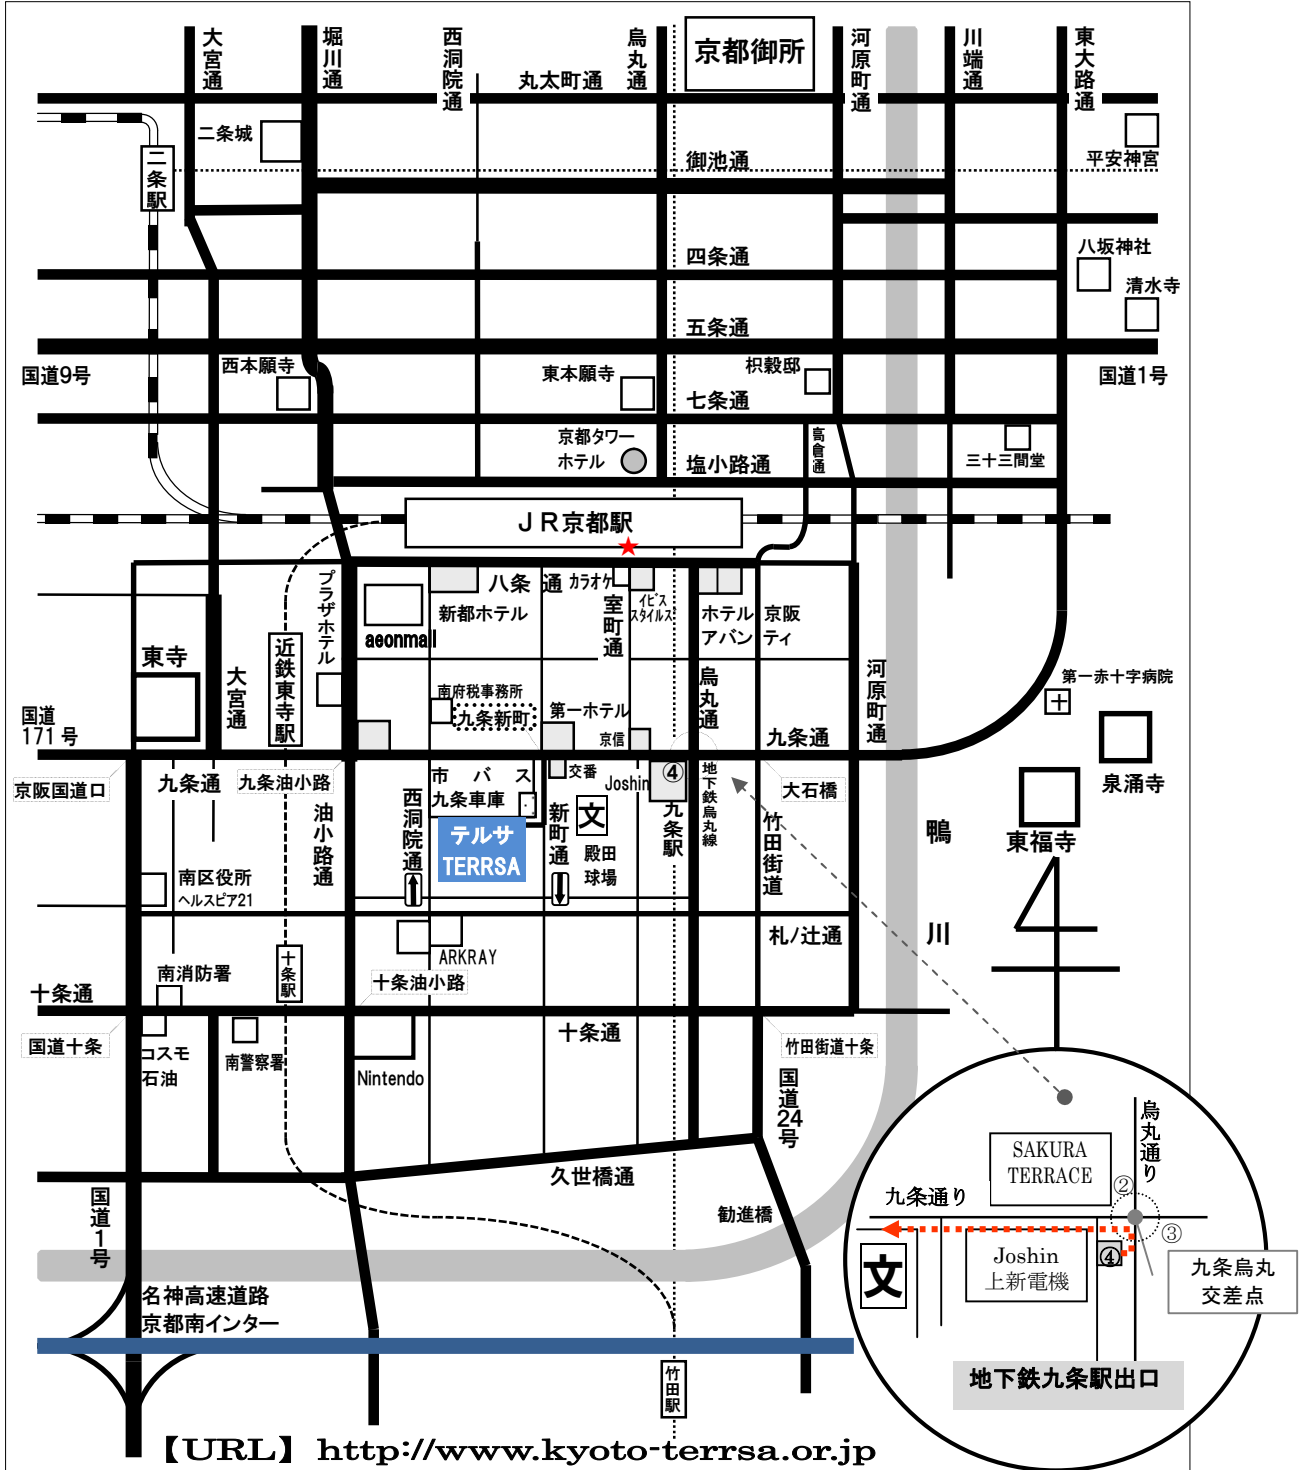 大宮通
堀川通
西洞院通
烏丸通
京都御所
河原町通
川端通
東大路通
丸太町通
二条城
二条駅
御池通
平安神宮
四条通
八坂神社
清水寺
五条通
国道9号
西本願寺
東本願寺
枳穀邸
国道1号
七条通
京都タワー
ホテル
高倉通
塩小路通
三十三間堂
JR京都駅
★
プラザホテル
八条 通
カラオケ
イビス
スタイルズ
新都ホテル
室町通
ホテル 京阪
アバン ティ
aeonmall
東寺
大宮通
近鉄東寺駅
南府税事務所
九条新町
第一ホテル
京信
烏丸通
河原町通
第一赤十字病院
国道
171号
九条通
泉涌寺
京阪国道口
九条通
九条油小路
市バス
九条車庫
交番
Joshin
④
地下鉄烏丸線
大石橋
東福寺
油小路通
西洞院通
テルサ
TERRSA
新町通
文
殿田
球場
九条駅
竹田街道
鴨川
南区役所
ヘルスピア21
札ノ辻通
ARKRAY
十条駅
南消防署
十条油小路
十条通
十条通
国道十条
コスモ
石油
南警察署
Nintendo
竹田街道十条
国道24号
久世橋通
国道1号
勧進橋
名神高速道路
京都南インター
竹田駅
烏丸通り
SAKURA
TERRACE
九条通り
②
③
④
Joshin
上新電機
文
九条烏丸
交差点
地下鉄九条駅出口
【URL】 http://www.kyoto-terrsa.or.jp